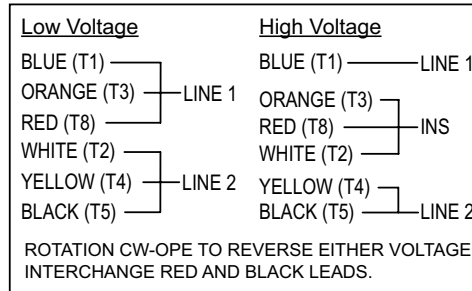 Low Voltage
BLUE (T1)
ORANGE (T3)
LINE 1
RED (T8)
WHITE (T2)
YELLOW (T4)
LINE 2
BLACK (T5)
High Voltage
BLUE (T1)
LINE 1
ORANGE (T3)
RED (T8)
INS
WHITE (T2)
YELLOW (T4)
BLACK (T5)
LINE 2
ROTATION CW-OPE TO REVERSE EITHER VOLTAGE
INTERCHANGE RED AND BLACK LEADS.